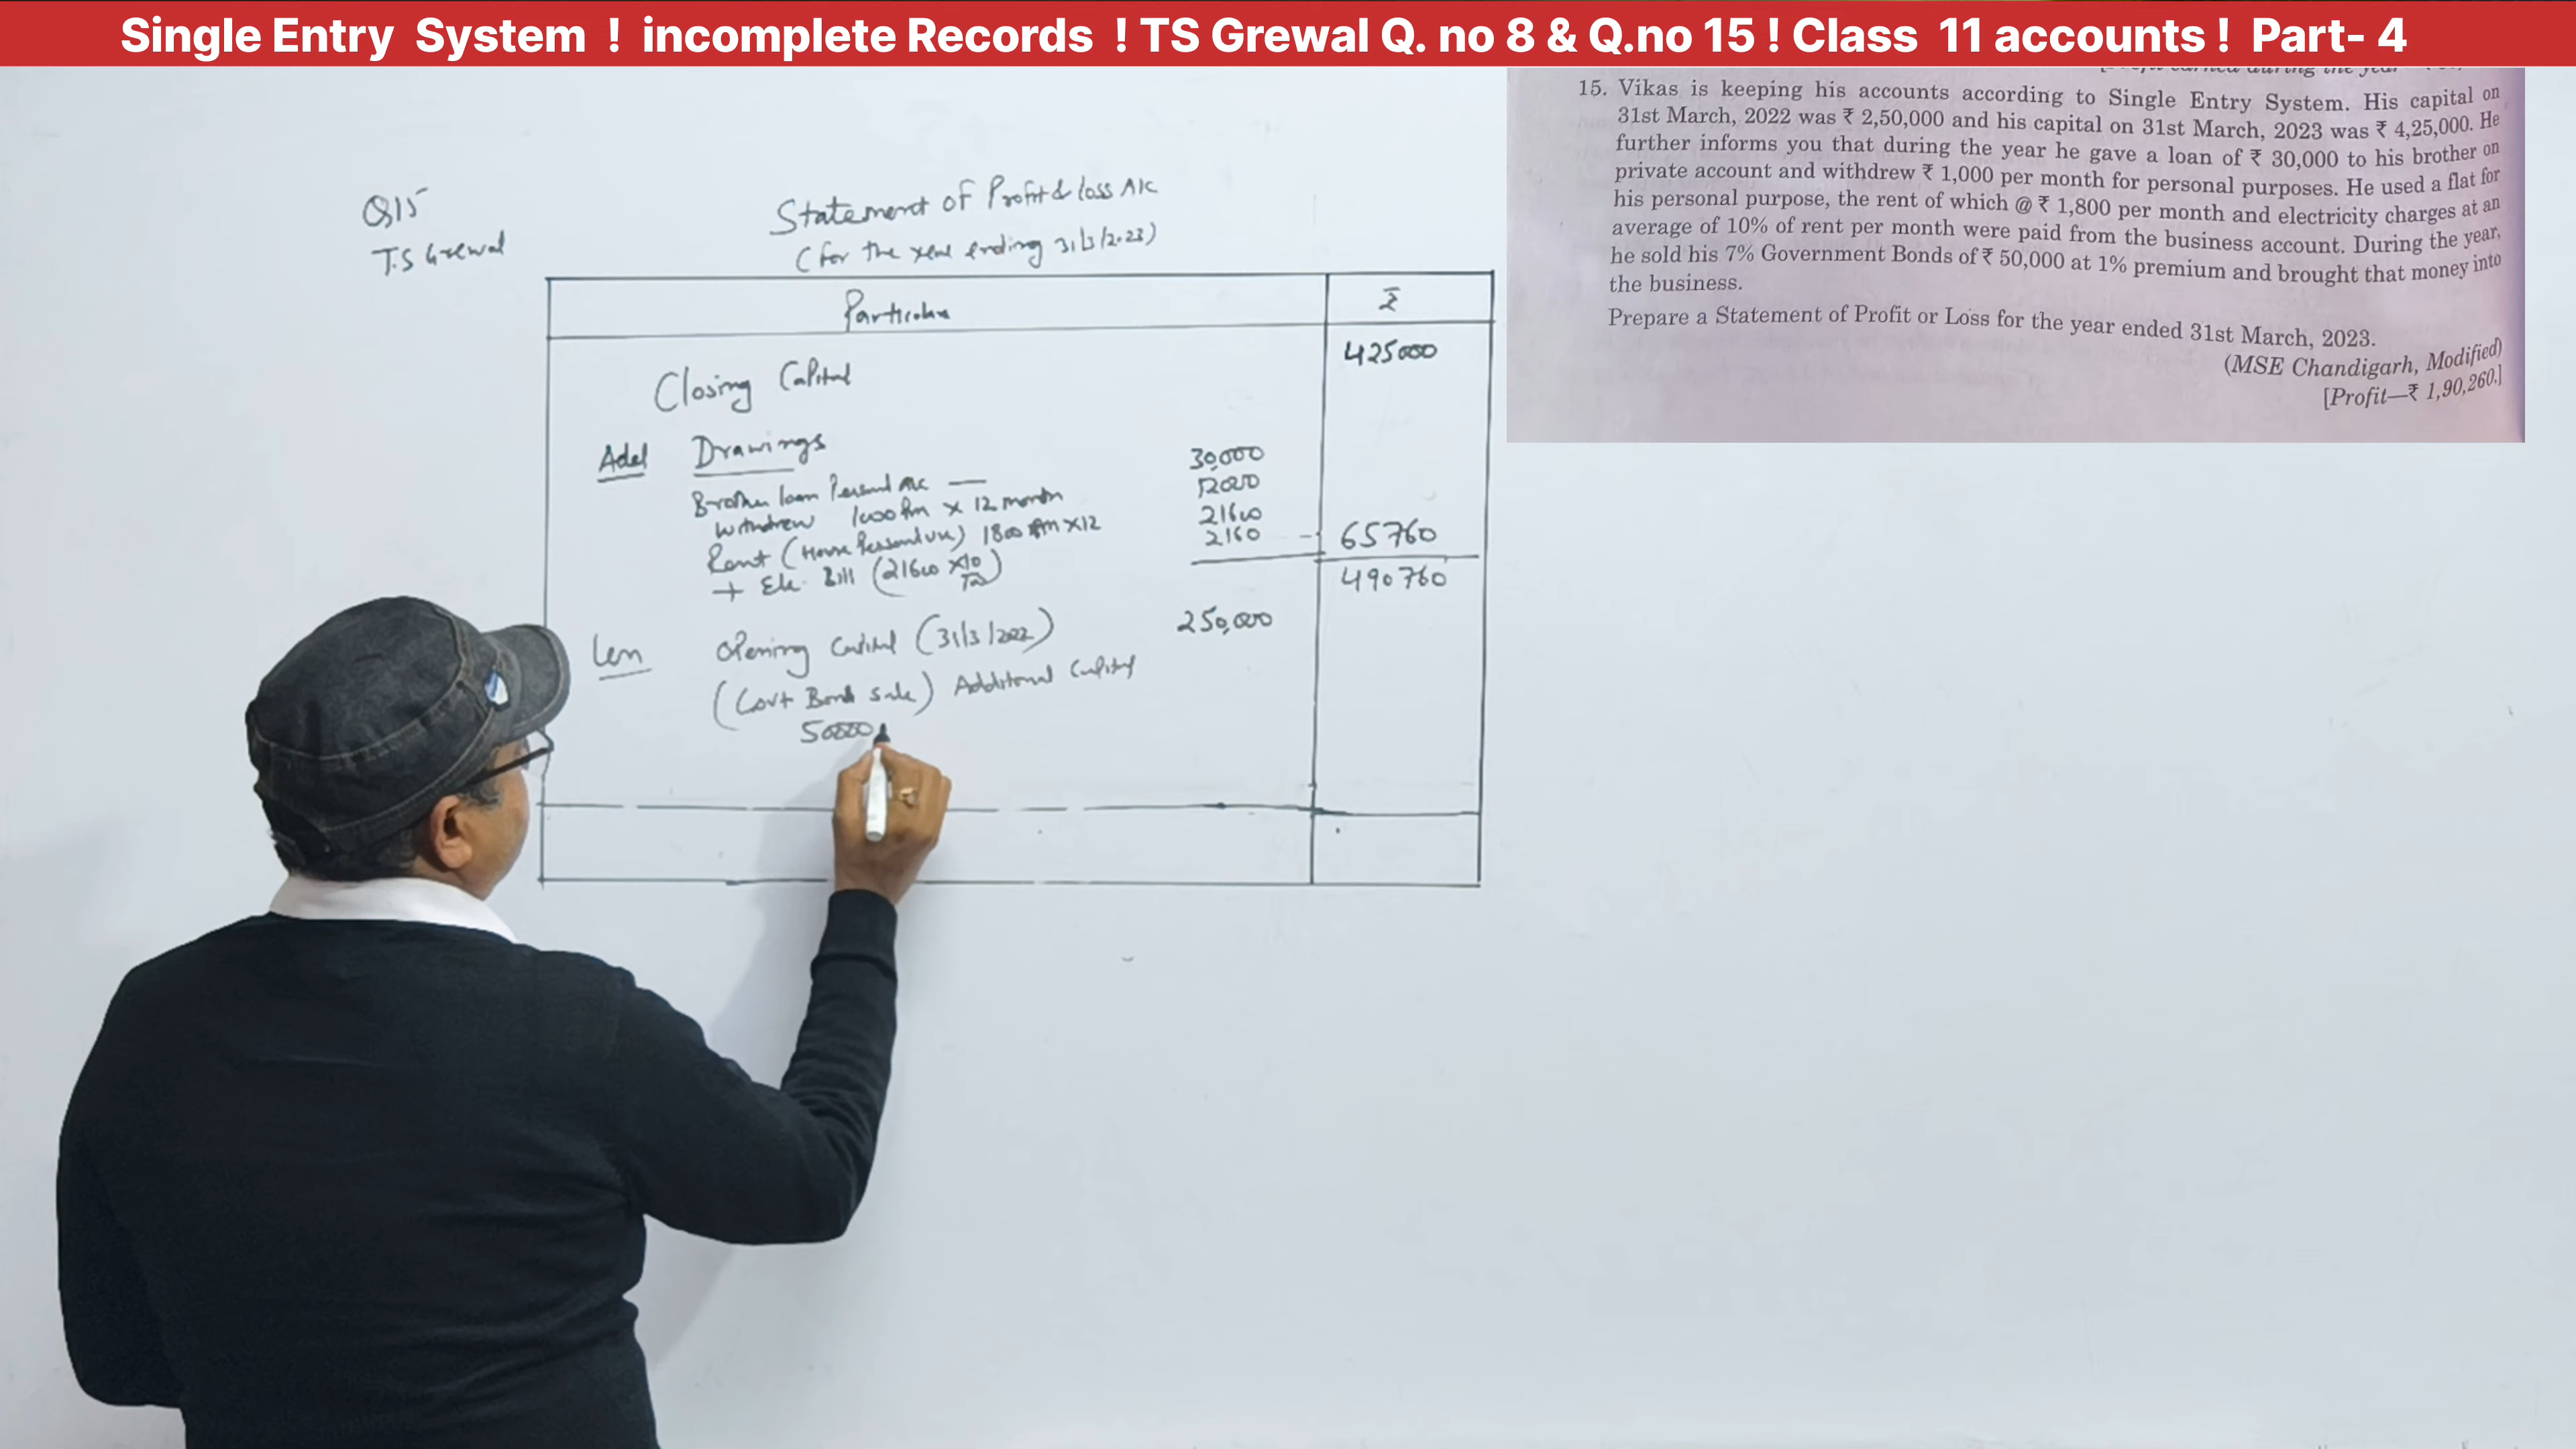 Single Entry System ! incomplete Records ! TS Grewal Q. no 8 & Q.no 15 ! Class 11 accounts ! Part- 4
15. Vikas is keeping his accounts according to Single Entry System. His capital on
31st March, 2022 was ₹ 2,50,000 and his capital on 31st March, 2023 was ₹ 4,25,000. He
further informs you that during the year he gave a loan of ₹ 30,000 to his brother on
private account and withdrew ₹ 1,000 per month for personal purposes. He used a flat for
his personal purpose, the rent of which @ ₹ 1,800 per month and electricity charges at an
average of 10% of rent per month were paid from the business account. During the year,
he sold his 7% Government Bonds of ₹ 50,000 at 1% premium and brought that money into
the business.
Prepare a Statement of Profit or Loss for the year ended 31st March, 2023.
(MSE Chandigarh, Modified)
[Profit—₹ 1,90,260.]
Q15
T.S Grewal
Statement of Profit & loss A/c
(For the year ending 31/3/2023)
Particulars ₹
Closing Capital 425000
Add Drawings
Brother loan Personal A/c — 30,000
Withdrew 1000 Pm × 12 month 12000
Rent (House Personal use) 1800 Pm ×12 21600
+ Ele. Bill (21600 × 10 2160 65760
490760
Less Opening Capital (31/3/2022) 250,000
(Govt Bond Sale) Additional Capital
50000